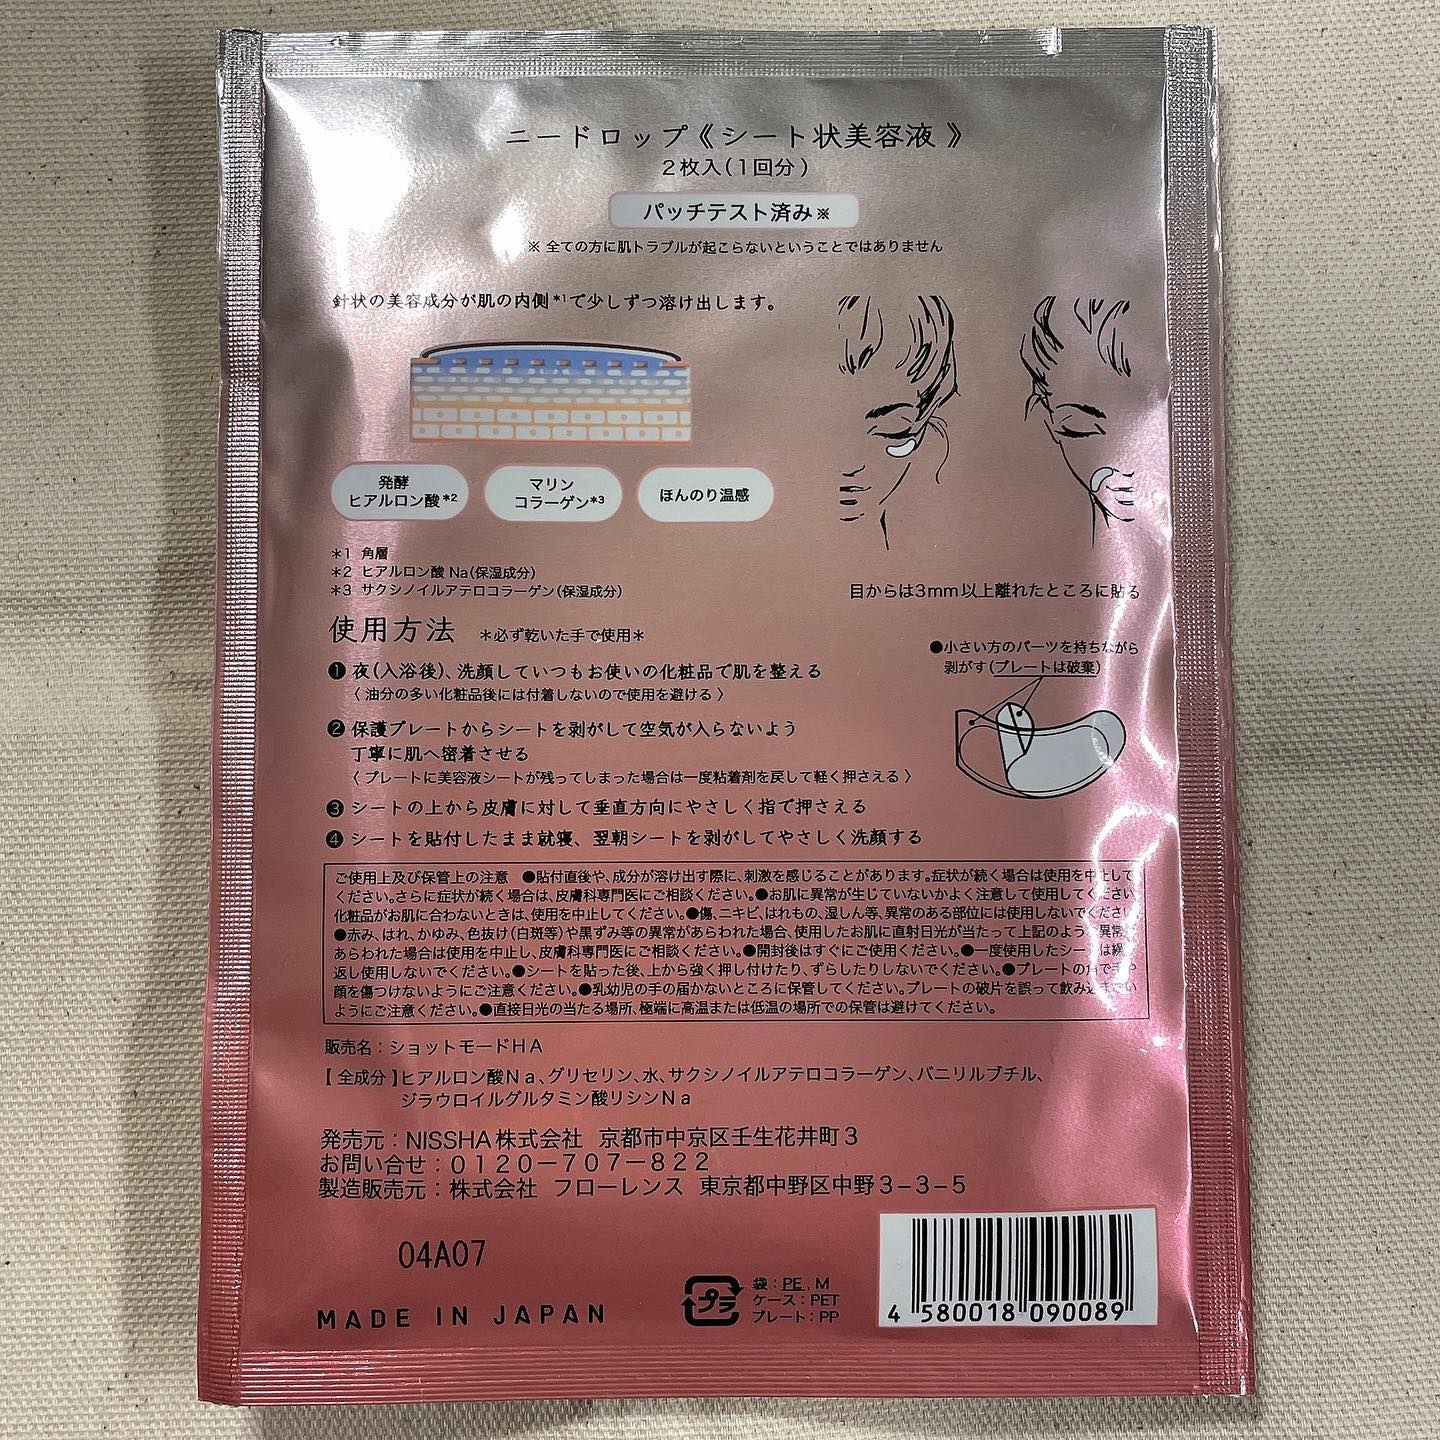 ニードロップ《シート状美容液》
2枚入(1回分)
パッチテスト済み※
※ 全ての方に肌トラブルが起こらないということではありません
針状の美容成分が肌の内側*1で少しずつ溶け出します。
発酵
ヒアルロン酸*2
マリン
コラーゲン*3
ほんのり温感
*1 角層
*2 ヒアルロン酸 Na(保湿成分)
*3 サクシノイルアテロコラーゲン(保湿成分)
目からは3mm以上離れたところに貼る
使用方法 *必ず乾いた手で使用*
❶ 夜(入浴後)、洗顔していつもお使いの化粧品で肌を整える
〈 油分の多い化粧品後には付着しないので使用を避ける 〉
❷ 保護プレートからシートを剥がして空気が入らないよう
丁寧に肌へ密着させる
〈 プレートに美容液シートが残ってしまった場合は一度粘着剤を戻して軽く押さえる 〉
❸ シートの上から皮膚に対して垂直方向にやさしく指で押さえる
❹ シートを貼付したまま就寝、翌朝シートを剥がしてやさしく洗顔する
●小さい方のパーツを持ちながら
剥がす(プレートは破棄)
ご使用上及び保管上の注意 ●貼付直後や、成分が溶け出す際に、刺激を感じることがあります。症状が続く場合は使用を中止して
ください。さらに症状が続く場合は、皮膚科専門医にご相談ください。●お肌に異常が生じていないかよく注意して使用してください。
化粧品がお肌に合わないときは、使用を中止してください。●傷、ニキビ、はれもの、湿しん等、異常のある部位には使用しないでください。
●赤み、はれ、かゆみ、色抜け(白斑等)や黒ずみ等の異常があらわれた場合、使用したお肌に直射日光が当たって上記のよう 異常
あらわれた場合は使用を中止し、皮膚科専門医にご相談ください。●開封後はすぐにご使用ください。●一度使用したシートは繰
返し使用しないでください。●シートを貼った後、上から強く押し付けたり、ずらしたりしないでください。●プレートの角で手や
顔を傷つけないようにご注意ください。●乳幼児の手の届かないところに保管してください。プレートの破片を誤って飲み込まない
ようにご注意ください。●直接日光の当たる場所、極端に高温または低温の場所での保管は避けてください。
販売名:ショットモードHA
【全成分】ヒアルロン酸Na、グリセリン、水、サクシノイルアテロコラーゲン、バニリルブチル、
ジラウロイルグルタミン酸リシンNa
発売元:NISSHA株式会社 京都市中京区壬生花井町3
お問い合せ:0120-707-822
製造販売元:株式会社 フローレンス 東京都中野区中野3-3-5
04A07
MADE IN JAPAN
プラ
袋:PE, M
ケース:PET
プレート:PP
4 580018 090089